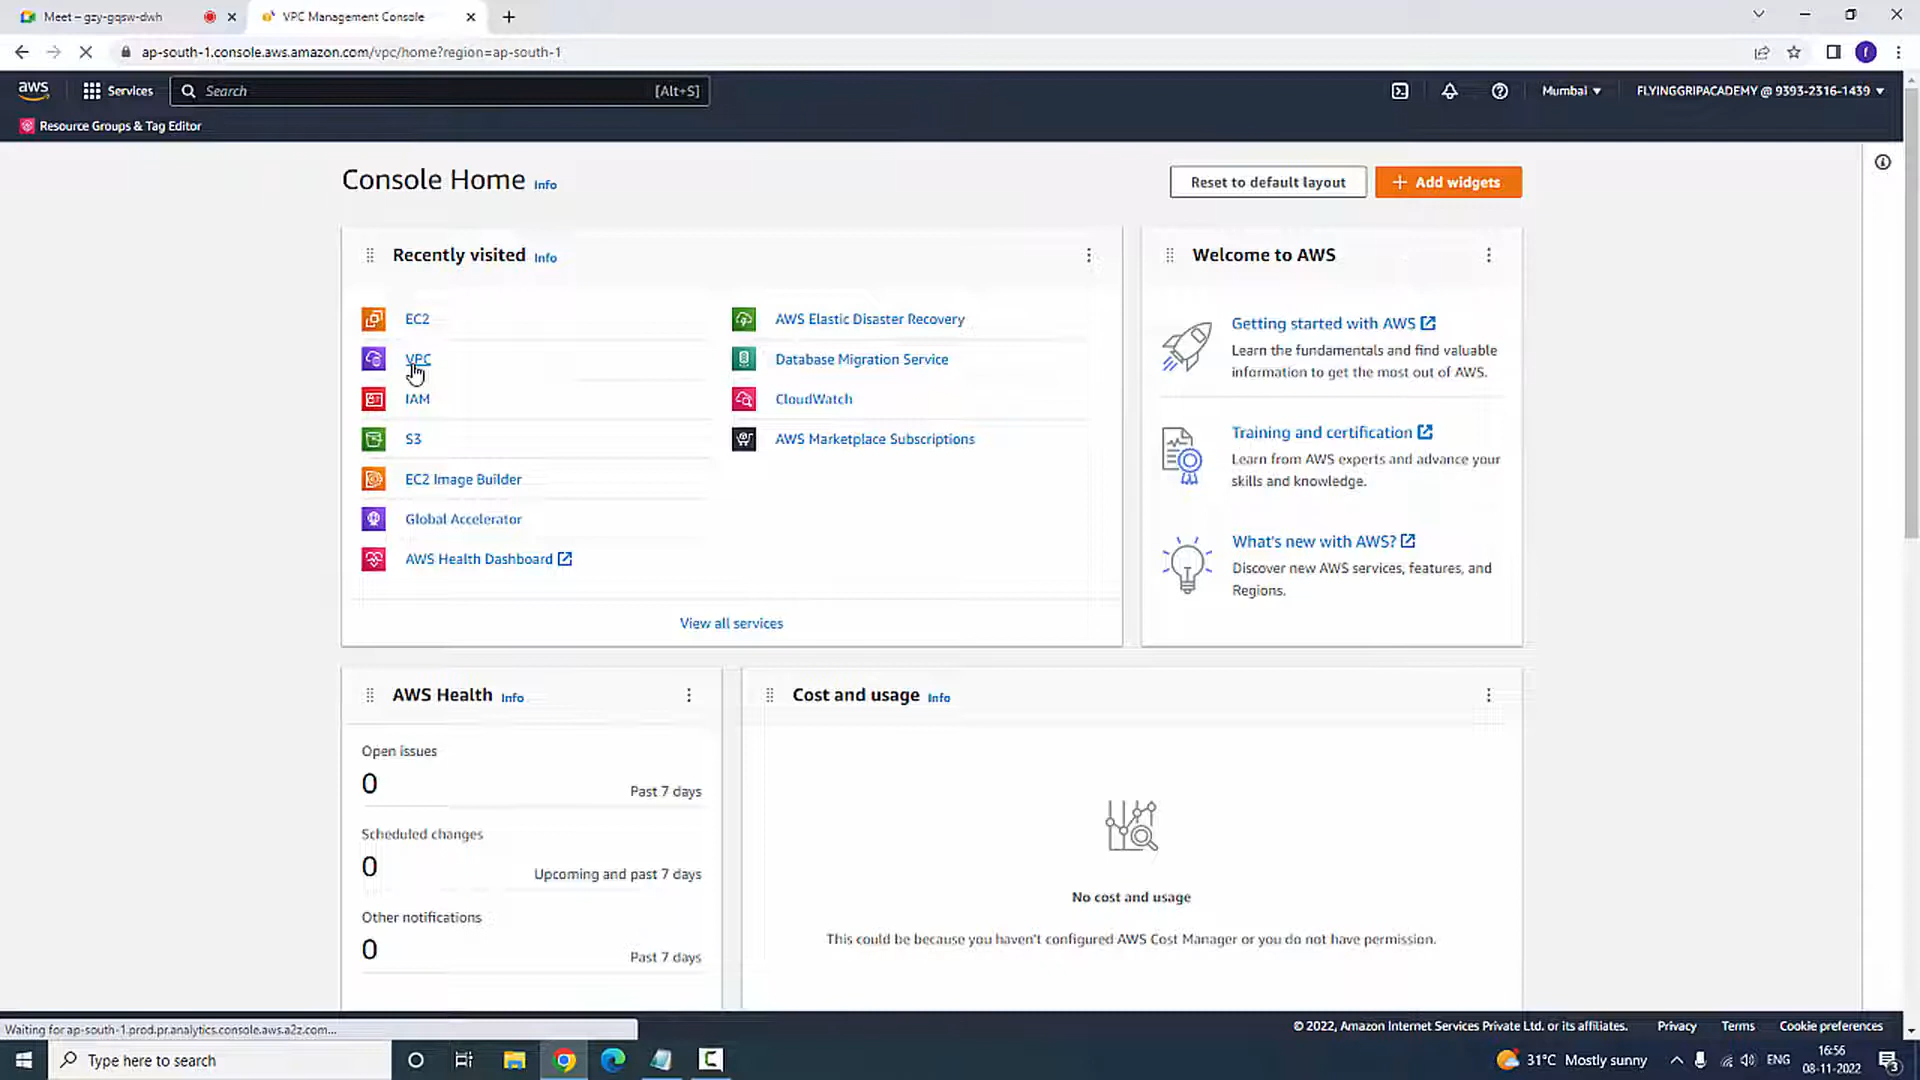 Meet – gzy-gqsw-dwh
VPC Management Console
ap-south-1.console.aws.amazon.com/vpc/home?region=ap-south-1
f
aws
Services
Search
[Alt+S]
Mumbai
FLYINGGRIPACADEMY @ 9393-2316-1439
Resource Groups & Tag Editor
Console Home Info
Reset to default layout
Add widgets
Recently visited Info
EC2
VPC
IAM
S3
EC2 Image Builder
Global Accelerator
AWS Health Dashboard
AWS Elastic Disaster Recovery
Database Migration Service
CloudWatch
AWS Marketplace Subscriptions
View all services
Welcome to AWS
Getting started with AWS
Learn the fundamentals and find valuable
information to get the most out of AWS.
Training and certification
Learn from AWS experts and advance your
skills and knowledge.
What's new with AWS?
Discover new AWS services, features, and
Regions.
AWS Health Info
Open issues
0
Past 7 days
Scheduled changes
0
Upcoming and past 7 days
Other notifications
0
Past 7 days
Cost and usage Info
No cost and usage
This could be because you haven't configured AWS Cost Manager or you do not have permission.
Waiting for ap-south-1.prod.pr.analytics.console.aws.a2z.com...
© 2022, Amazon Internet Services Private Ltd. or its affiliates.
Privacy
Terms
Cookie preferences
Type here to search
31°C Mostly sunny
ENG
16:56
08-11-2022
3